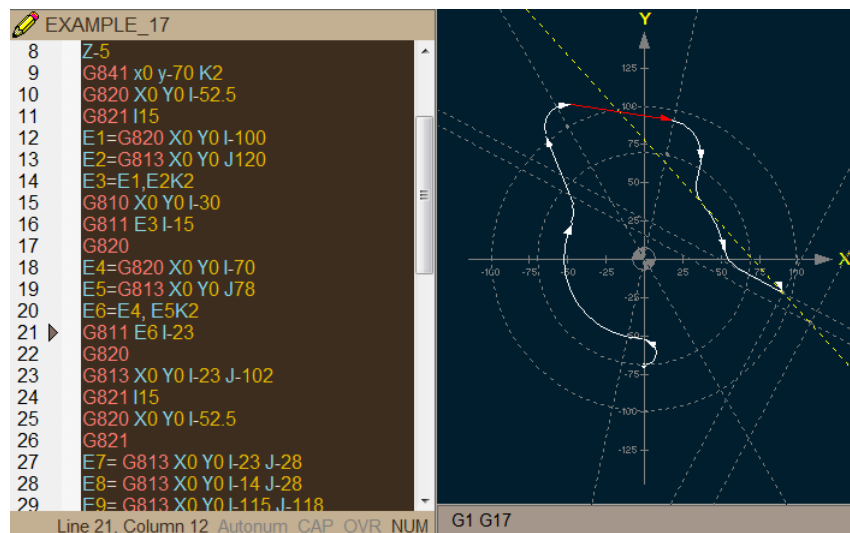 EXAMPLE_17
8 Z-5
9 G841 x0 y-70 K2
10 G820 X0 Y0 I-52.5
11 G821 I15
12 E1=G820 X0 Y0 I-100
13 E2=G813 X0 Y0 J120
14 E3=E1,E2K2
15 G810 X0 Y0 I-30
16 G811 E3 I-15
17 G820
18 E4=G820 X0 Y0 I-70
19 E5=G813 X0 Y0 J78
20 E6=E4, E5K2
21 G811 E6 I-23
22 G820
23 G813 X0 Y0 I-23 J-102
24 G821 I15
25 G820 X0 Y0 I-52.5
26 G821
27 E7= G813 X0 Y0 I-23 J-28
28 E8= G813 X0 Y0 I-14 J-28
29 E9= G813 X0 Y0 I-115 J-118
Line 21, Column 12 Autonum CAP OVR NUM
Y
125
100
75
50
25
-100 -75 -50 -25 25 50 75 100 X
-25
-50
-75
-100
-125
G1 G17